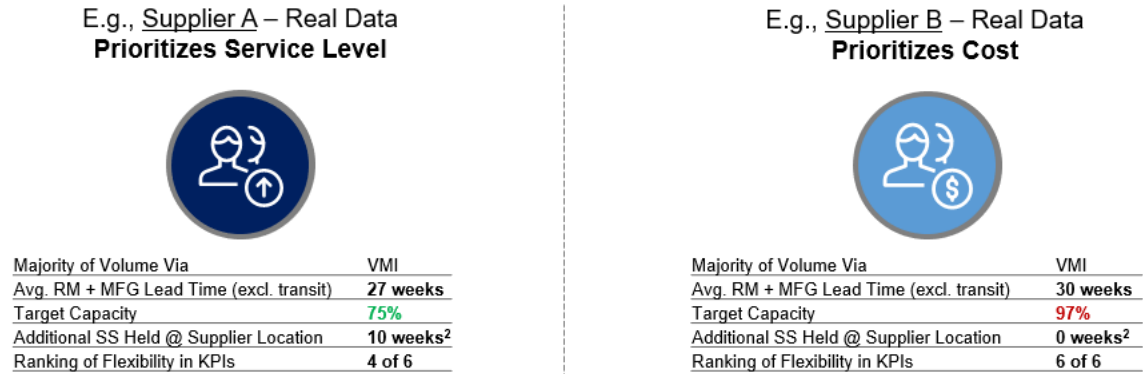 E.g., Supplier A – Real Data
Prioritizes Service Level
Majority of Volume Via VMI
Avg. RM + MFG Lead Time (excl. transit) 27 weeks
Target Capacity 75%
Additional SS Held @ Supplier Location 10 weeks²
Ranking of Flexibility in KPIs 4 of 6
E.g., Supplier B – Real Data
Prioritizes Cost
$
Majority of Volume Via VMI
Avg. RM + MFG Lead Time (excl. transit) 30 weeks
Target Capacity 97%
Additional SS Held @ Supplier Location 0 weeks²
Ranking of Flexibility in KPIs 6 of 6